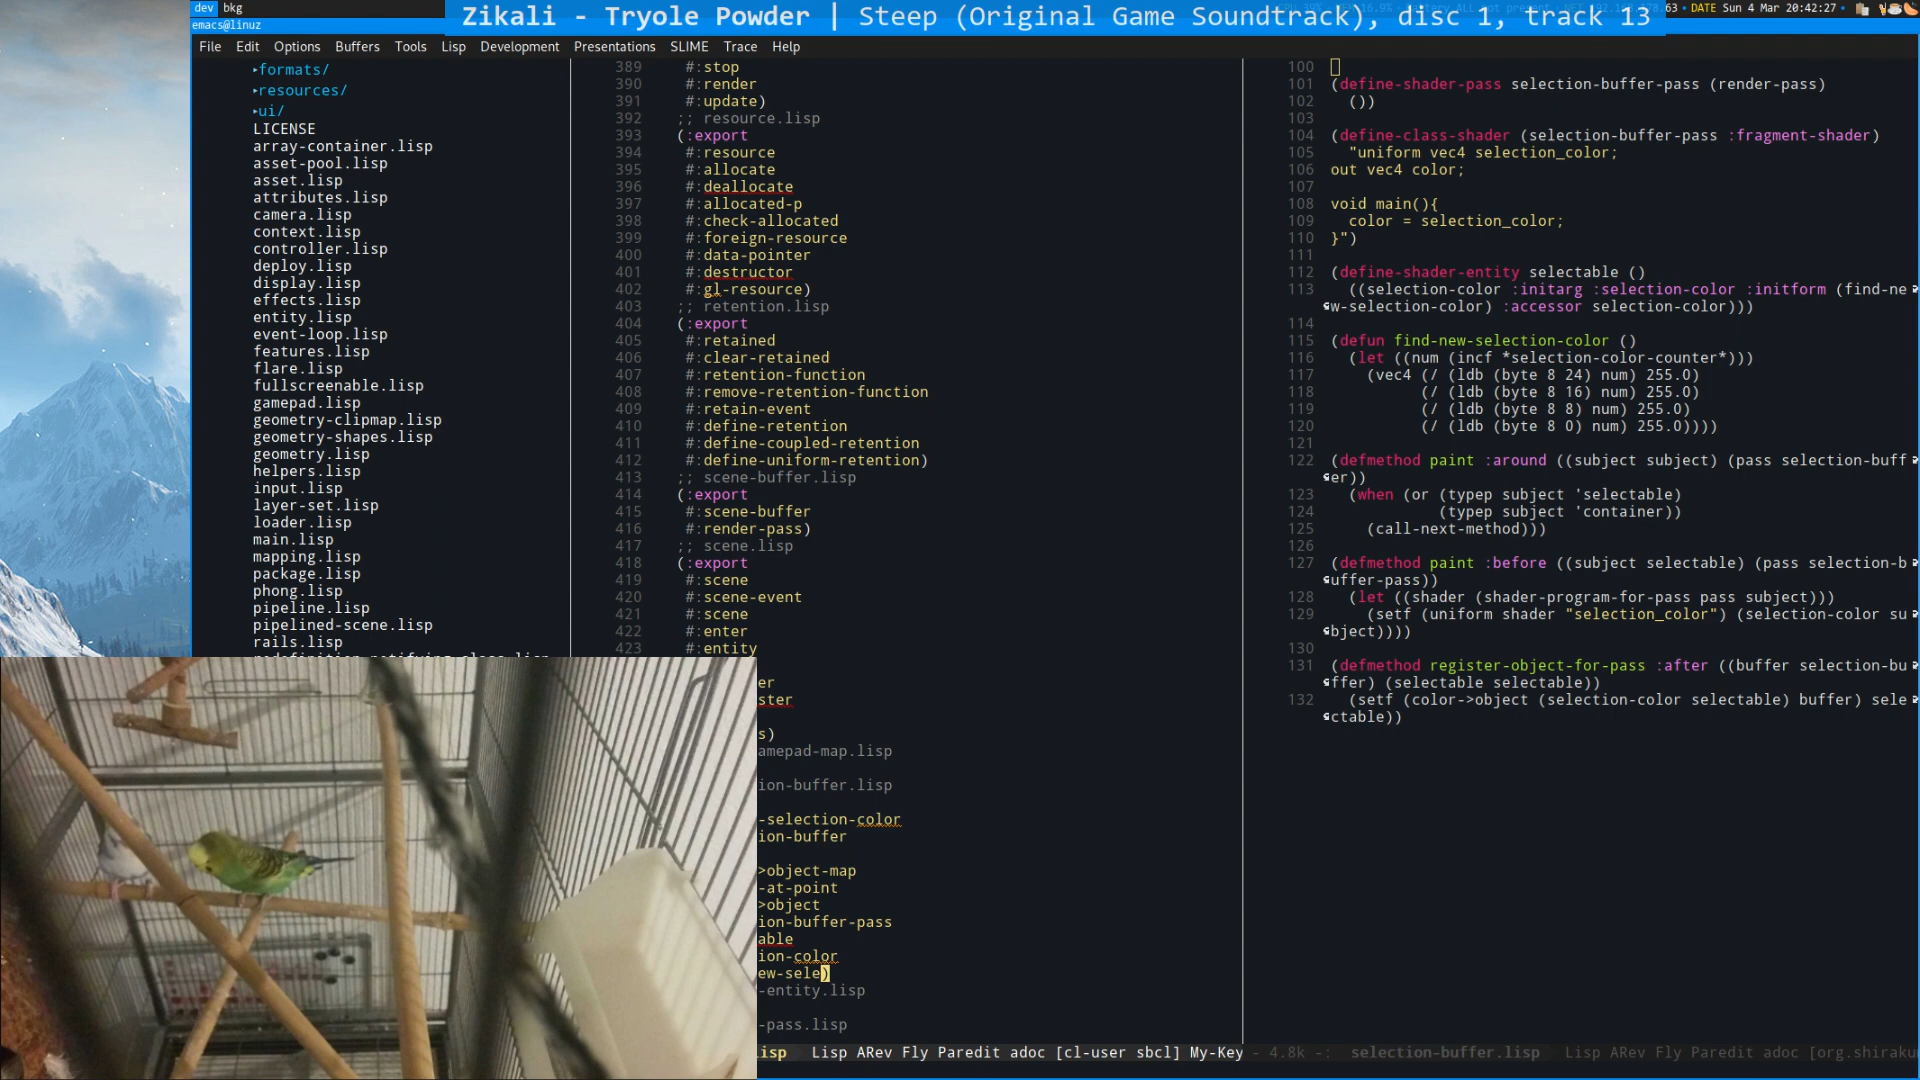 dev bkg
Zikali - Tryole Powder | Steep (Original Game Soundtrack), disc 1, track 13
63 • DATE Sun 4 Mar 20:42:27 •
emacs@linuz
File Edit Options Buffers Tools Lisp Development Presentations SLIME Trace Help
formats/
resources/
ui/
LICENSE
array-container.lisp
asset-pool.lisp
asset.lisp
attributes.lisp
camera.lisp
context.lisp
controller.lisp
deploy.lisp
display.lisp
effects.lisp
entity.lisp
event-loop.lisp
features.lisp
flare.lisp
fullscreenable.lisp
gamepad.lisp
geometry-clipmap.lisp
geometry-shapes.lisp
geometry.lisp
helpers.lisp
input.lisp
layer-set.lisp
loader.lisp
main.lisp
mapping.lisp
package.lisp
phong.lisp
pipeline.lisp
pipelined-scene.lisp
rails.lisp
389 #:stop
390 #:render
391 #:update)
392 ;; resource.lisp
393 (:export
394 #:resource
395 #:allocate
396 #:deallocate
397 #:allocated-p
398 #:check-allocated
399 #:foreign-resource
400 #:data-pointer
401 #:destructor
402 #:gl-resource)
403 ;; retention.lisp
404 (:export
405 #:retained
406 #:clear-retained
407 #:retention-function
408 #:remove-retention-function
409 #:retain-event
410 #:define-retention
411 #:define-coupled-retention
412 #:define-uniform-retention)
413 ;; scene-buffer.lisp
414 (:export
415 #:scene-buffer
416 #:render-pass)
417 ;; scene.lisp
418 (:export
419 #:scene
420 #:scene-event
421 #:scene
422 #:enter
423 #:entity
er
ster
s)
amepad-map.lisp
ion-buffer.lisp
-selection-color
ion-buffer
>object-map
-at-point
>object
ion-buffer-pass
able
ion-color
ew-sele)
-entity.lisp
-pass.lisp
isp Lisp ARev Fly Paredit adoc [cl-user sbcl] My-Key
100
101 (define-shader-pass selection-buffer-pass (render-pass)
102 ())
103
104 (define-class-shader (selection-buffer-pass :fragment-shader)
105 "uniform vec4 selection_color;
106 out vec4 color;
107
108 void main(){
109 color = selection_color;
110 }")
111
112 (define-shader-entity selectable ()
113 ((selection-color :initarg :selection-color :initform (find-ne
w-selection-color) :accessor selection-color)))
114
115 (defun find-new-selection-color ()
116 (let ((num (incf *selection-color-counter*)))
117 (vec4 (/ (ldb (byte 8 24) num) 255.0)
118 (/ (ldb (byte 8 16) num) 255.0)
119 (/ (ldb (byte 8 8) num) 255.0)
120 (/ (ldb (byte 8 0) num) 255.0))))
121
122 (defmethod paint :around ((subject subject) (pass selection-buff
er))
123 (when (or (typep subject 'selectable)
124 (typep subject 'container))
125 (call-next-method)))
126
127 (defmethod paint :before ((subject selectable) (pass selection-b
uffer-pass))
128 (let ((shader (shader-program-for-pass pass subject)))
129 (setf (uniform shader "selection_color") (selection-color su
bject))))
130
131 (defmethod register-object-for-pass :after ((buffer selection-bu
ffer) (selectable selectable))
132 (setf (color->object (selection-color selectable) buffer) sele
ctable))
- 4.8k -: selection-buffer.lisp Lisp ARev Fly Paredit adoc [org.shiraku